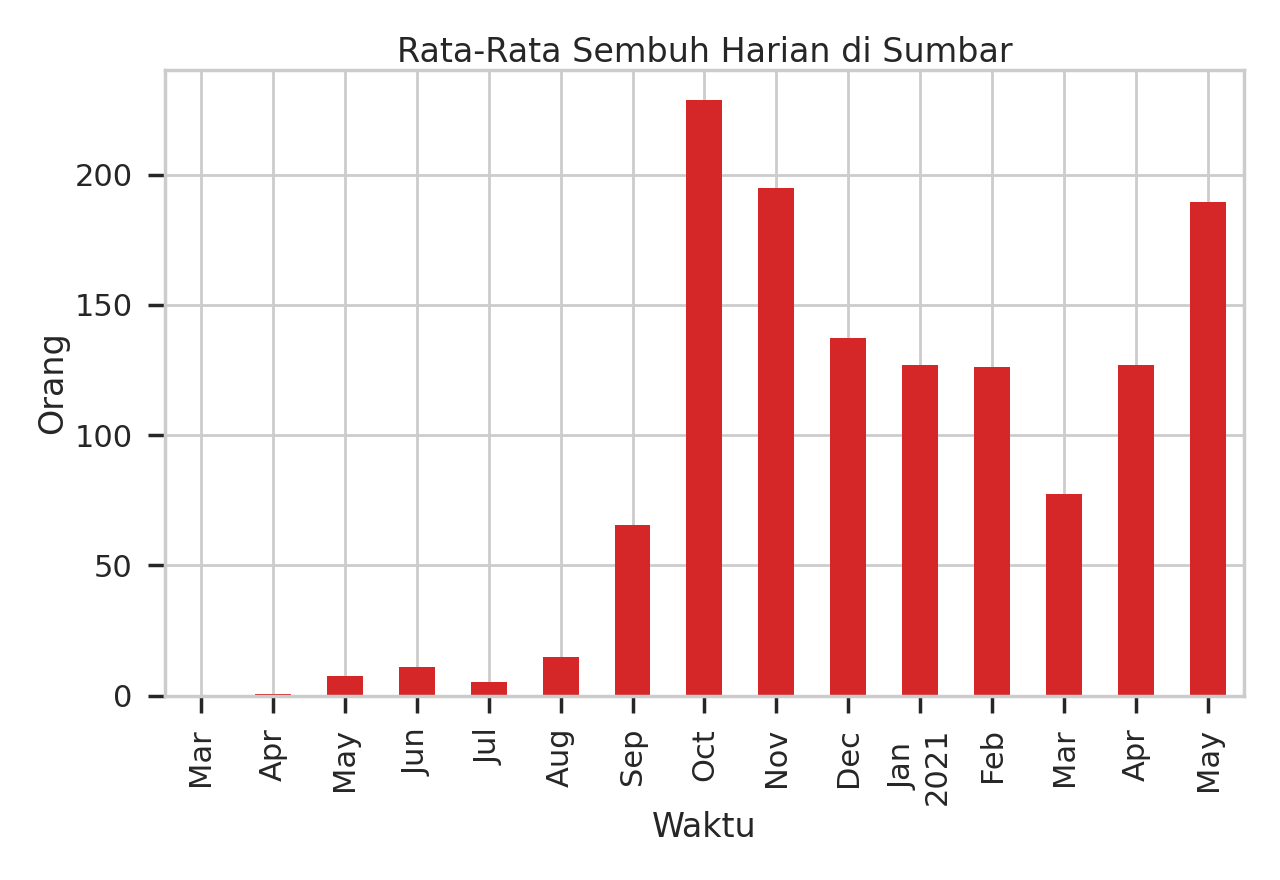 Rata-Rata Sembuh Harian di Sumbar
Orang
200
150
100
50
0
Mar
Apr
May
Jun
Jul
Aug
Sep
Oct
Nov
Dec
Jan
2021
Feb
Mar
Apr
May
Waktu